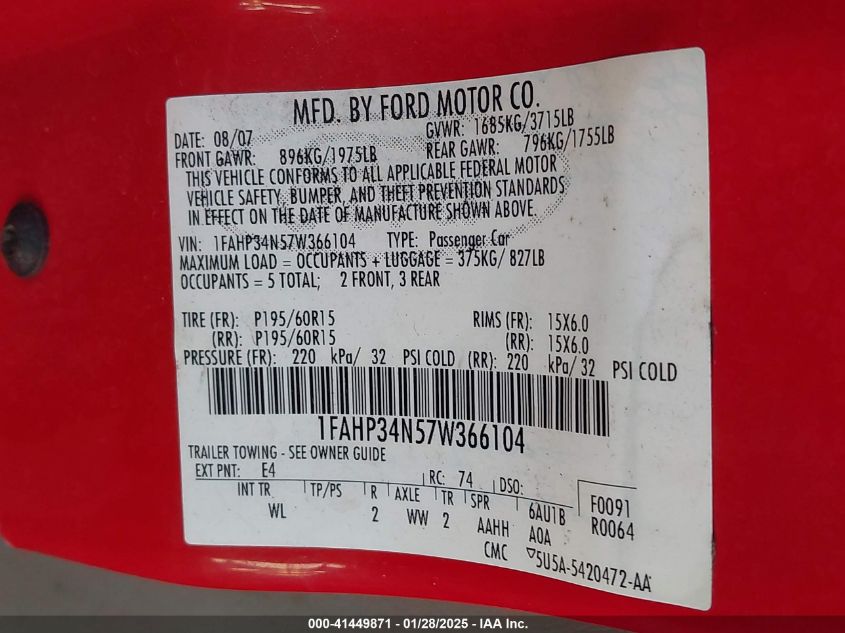 MFD. BY FORD MOTOR CO.
DATE: 08/07 GVWR: 1685KG/3715LB
FRONT GAWR: 896KG/1975LB REAR GAWR: 796KG/1755LB
THIS VEHICLE CONFORMS TO ALL APPLICABLE FEDERAL MOTOR
VEHICLE SAFETY, BUMPER, AND THEFT PREVENTION STANDARDS
IN EFFECT ON THE DATE OF MANUFACTURE SHOWN ABOVE.
VIN: 1FAHP34N57W366104 TYPE: Passenger Car
MAXIMUM LOAD = OCCUPANTS + LUGGAGE = 375KG/ 827LB
OCCUPANTS = 5 TOTAL; 2 FRONT, 3 REAR
TIRE (FR): P195/60R15 RIMS (FR): 15X6.0
(RR): P195/60R15 (RR): 15X6.0
PRESSURE (FR): 220 kPa/ 32 PSI COLD (RR): 220 kPa/ 32 PSI COLD
1FAHP34N57W366104
TRAILER TOWING - SEE OWNER GUIDE
EXT PNT: E4 RC: 74 DSO:
INT TR TP/PS R AXLE TR SPR 6AU1B F0091
WL 2 WW 2 AAHH AOA R0064
CMC 5U5A-5420472-AA
000-41449871 - 01/28/2025 - IAA Inc.